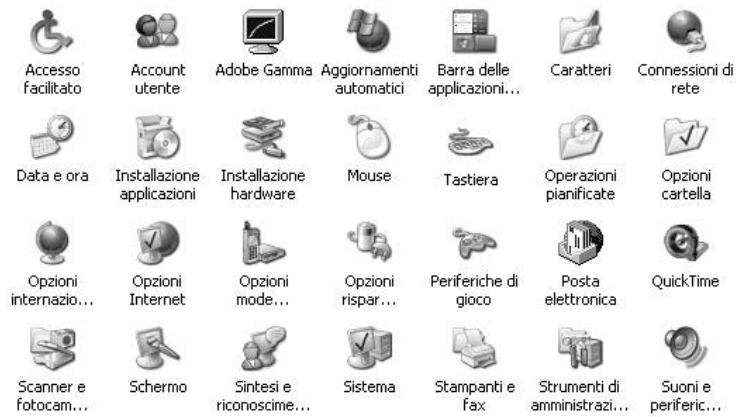 Accesso facilitato
Account utente
Adobe Gamma
Aggiornamenti automatici
Barra delle applicazioni...
Caratteri
Connessioni di rete
Data e ora
Installazione applicazioni
Installazione hardware
Mouse
Tastiera
Operazioni pianificate
Opzioni cartella
Opzioni internazio...
Opzioni Internet
Opzioni mode...
Opzioni rispar...
Periferiche di gioco
Posta elettronica
QuickTime
Scanner e fotocam...
Schermo
Sintesi e riconoscime...
Sistema
Stampanti e fax
Strumenti di amministrazi...
Suoni e periferic...